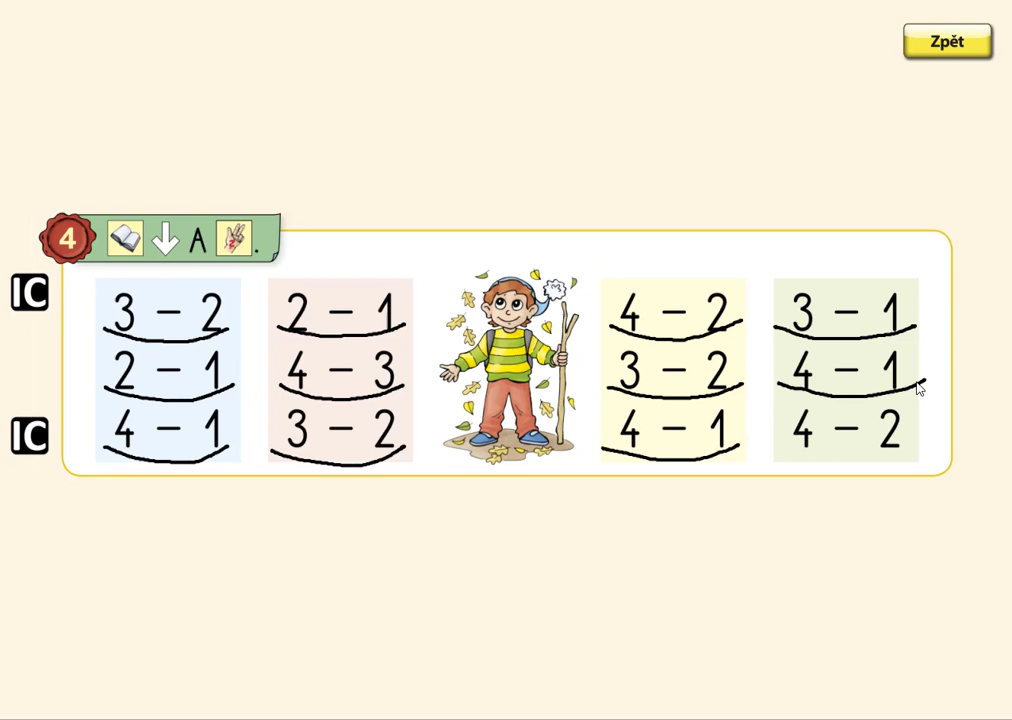 Zpět
4 A .
IC
3 - 2 2 - 1 4 - 2 3 - 1
2 - 1 4 - 3 3 - 2 4 - 1
IC
4 - 1 3 - 2 4 - 1 4 - 2